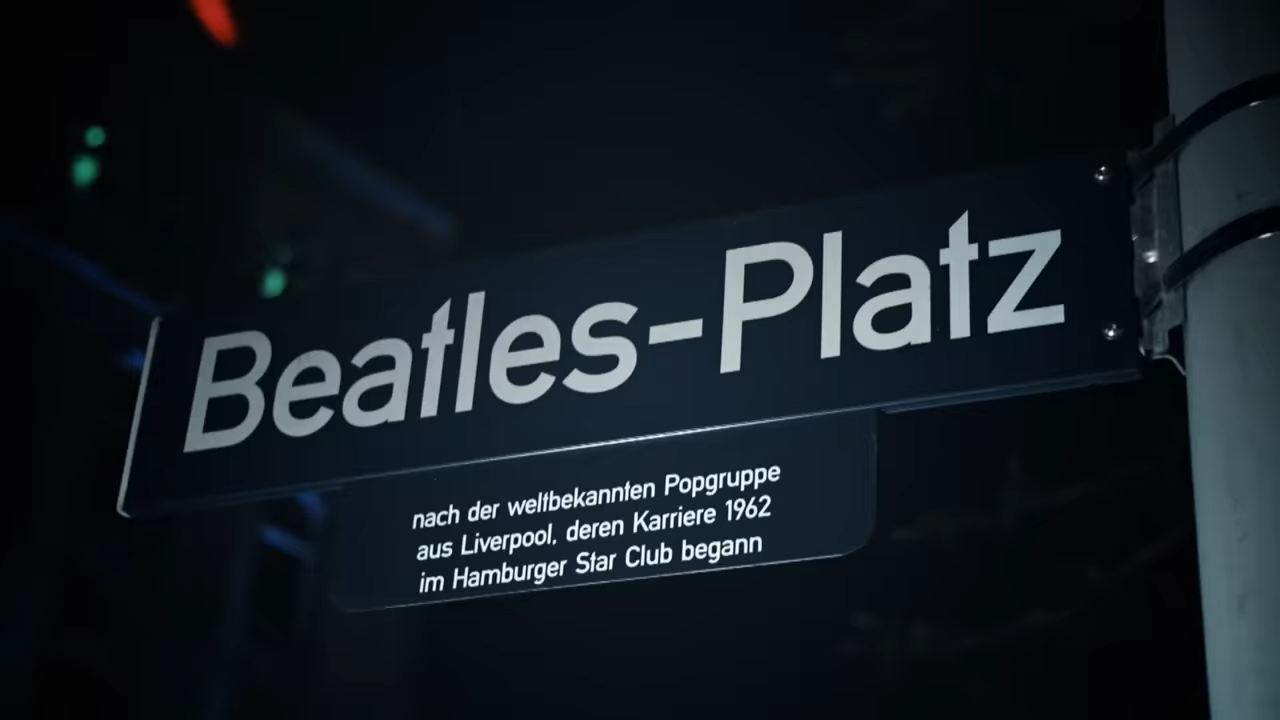 Beatles-Platz
nach der weltbekannten Popgruppe
aus Liverpool, deren Karriere 1962
im Hamburger Star Club begann